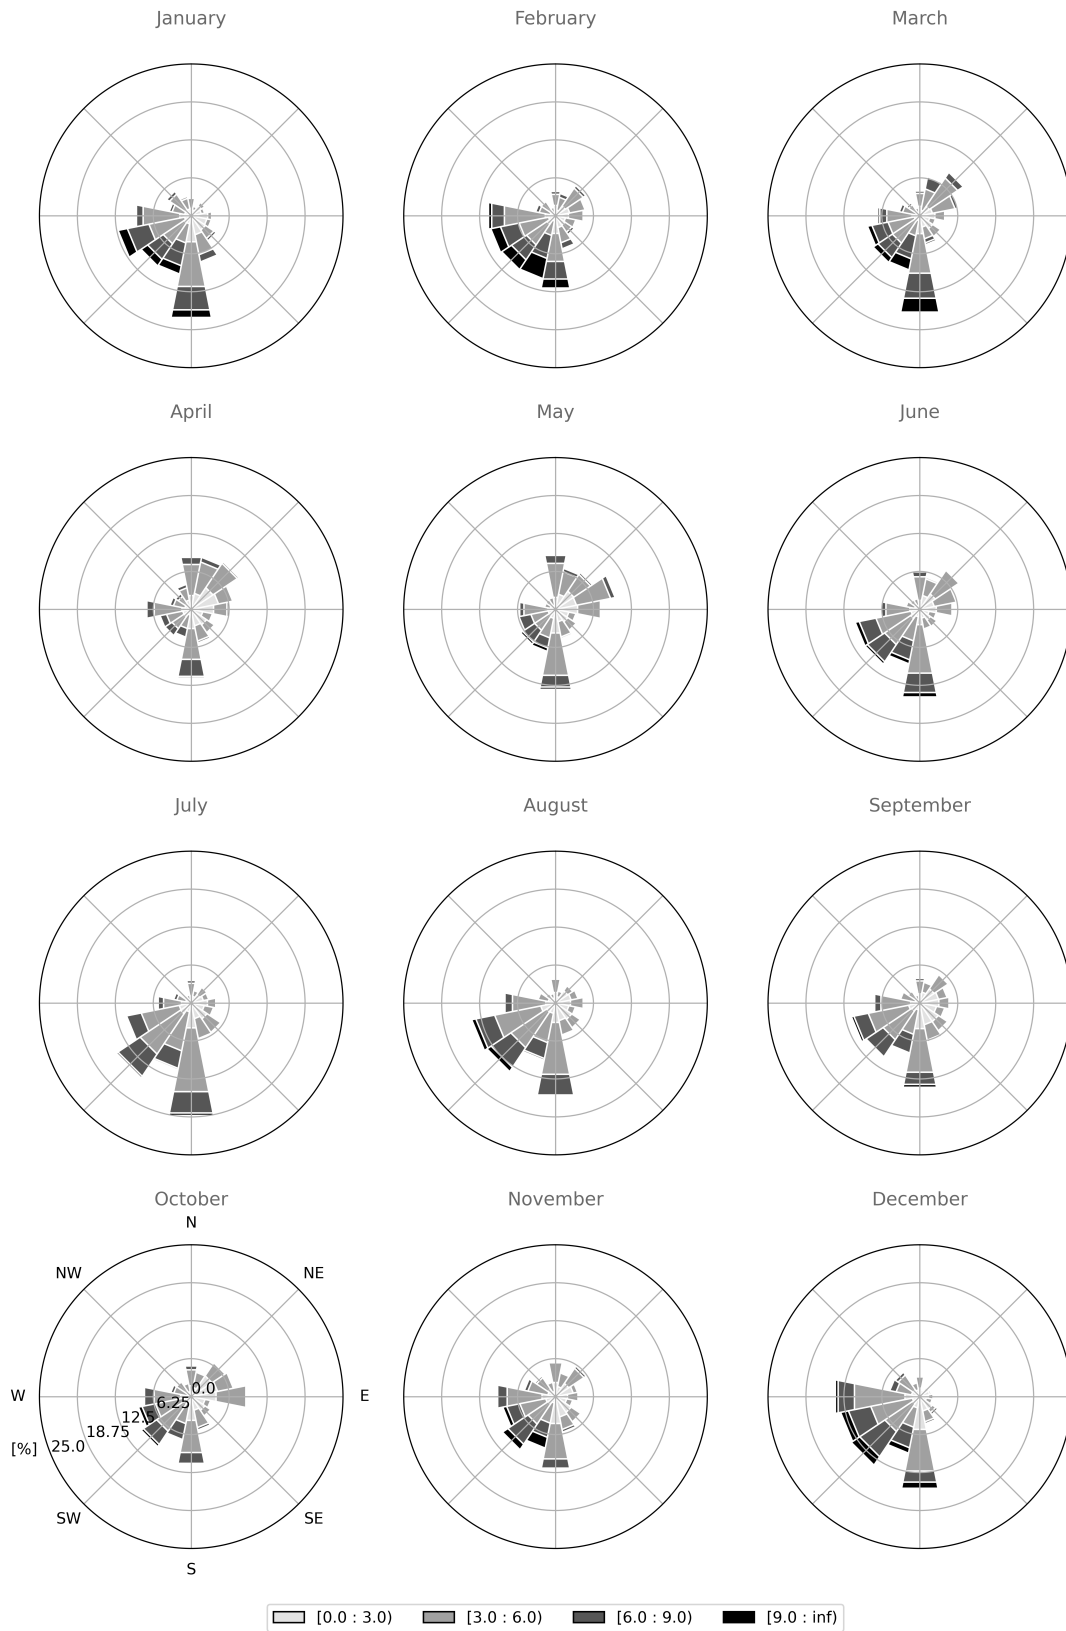 January
February
March
April
May
June
July
August
September
October
November
December
N
NW
NE
W
E
0.0
6.25
12.5
18.75
25.0
[%]
SW
SE
S
[0.0 : 3.0)
[3.0 : 6.0)
[6.0 : 9.0)
[9.0 : inf)